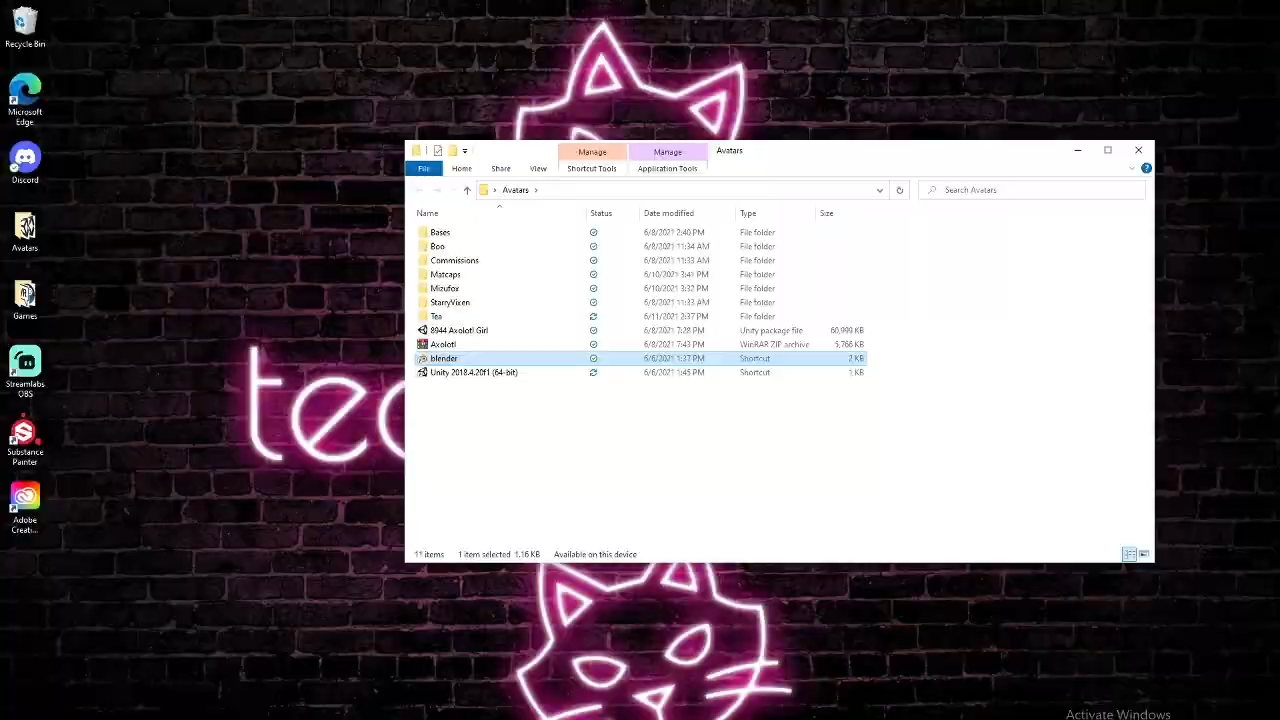 Recycle Bin
Microsoft
Edge
Discord
Avatars
Games
Streamlabs
OBS
Substance
Painter
Adobe
Creati...
Manage
Manage
Avatars
File
Home
Share
View
Shortcut Tools
Application Tools
Avatars
Search Avatars
Name Status Date modified Type Size
Bases 6/8/2021 2:40 PM File folder
Boo 6/8/2021 11:34 AM File folder
Commissions 6/8/2021 11:33 AM File folder
Matcaps 6/10/2021 3:41 PM File folder
Mizufox 6/10/2021 3:32 PM File folder
StarryVixen 6/8/2021 11:33 AM File folder
Tea 6/11/2021 2:37 PM File folder
8944 Axolotl Girl 6/8/2021 7:28 PM Unity package file 60,999 KB
Axolotl 6/8/2021 7:43 PM WinRAR ZIP archive 5,766 KB
blender 6/6/2021 1:37 PM Shortcut 2 KB
Unity 2018.4.20f1 (64-bit) 6/6/2021 1:45 PM Shortcut 1 KB
11 items 1 item selected 1.16 KB Available on this device
Activate Windows